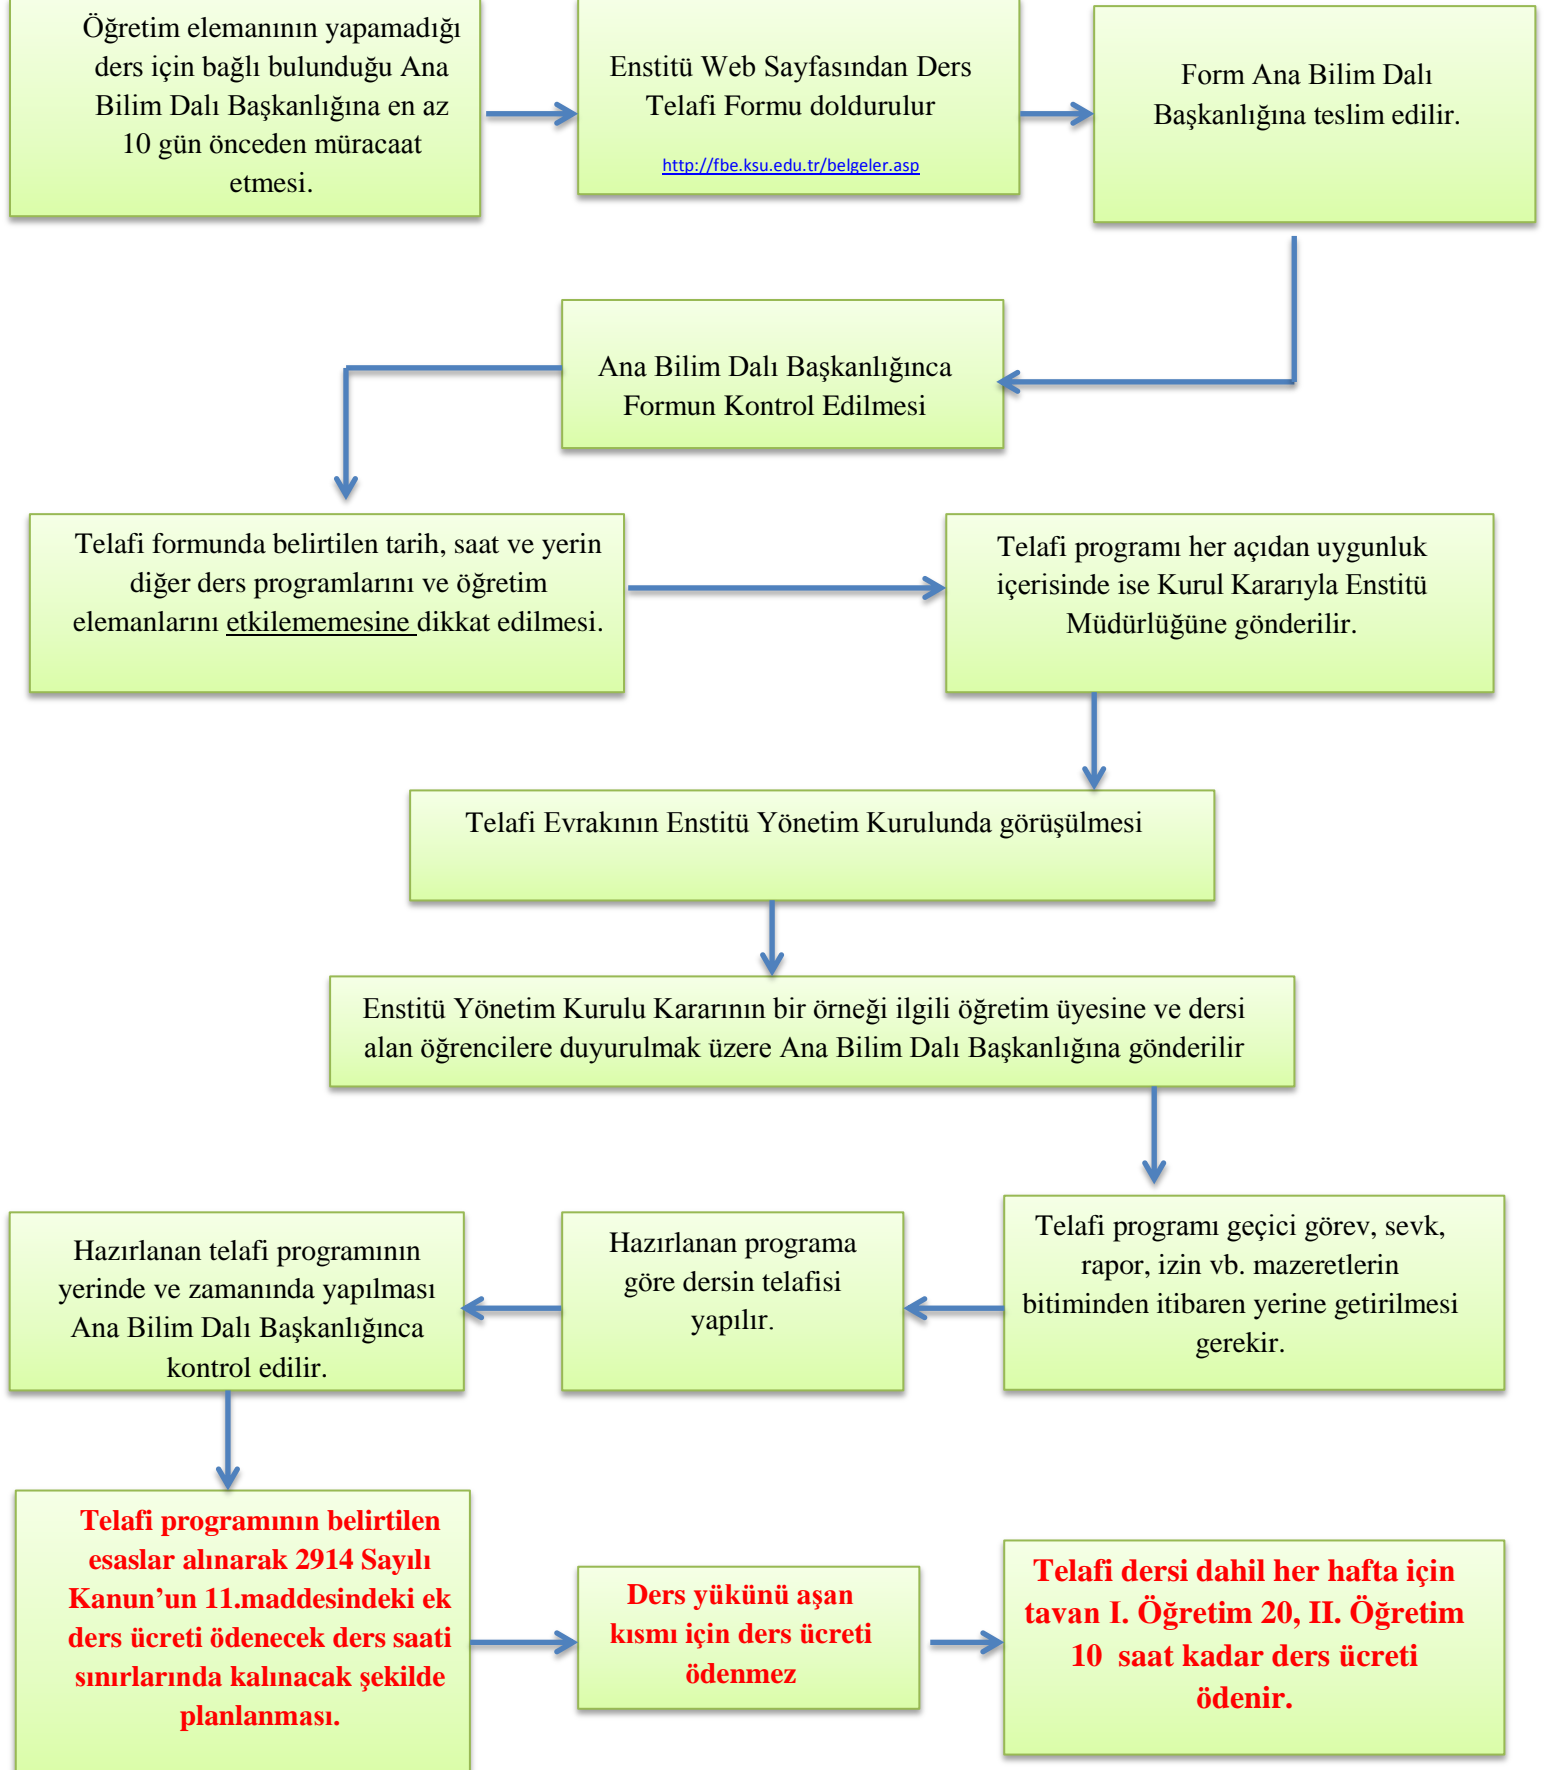 Öğretim elemanının yapamadığı
ders için bağlı bulunduğu Ana
Bilim Dalı Başkanlığına en az
10 gün önceden müracaat
etmesi.
Enstitü Web Sayfasından Ders
Telafi Formu doldurulur
http://fbe.ksu.edu.tr/belgeler.asp
Form Ana Bilim Dalı
Başkanlığına teslim edilir.
Ana Bilim Dalı Başkanlığınca
Formun Kontrol Edilmesi
Telafi formunda belirtilen tarih, saat ve yerin
diğer ders programlarını ve öğretim
elemanlarını etkilememesine dikkat edilmesi.
Telafi programı her açıdan uygunluk
içerisinde ise Kurul Kararıyla Enstitü
Müdürlüğüne gönderilir.
Telafi Evrakının Enstitü Yönetim Kurulunda görüşülmesi
Enstitü Yönetim Kurulu Kararının bir örneği ilgili öğretim üyesine ve dersi
alan öğrencilere duyurulmak üzere Ana Bilim Dalı Başkanlığına gönderilir
Telafi programı geçici görev, sevk,
rapor, izin vb. mazeretlerin
bitiminden itibaren yerine getirilmesi
gerekir.
Hazırlanan programa
göre dersin telafisi
yapılır.
Hazırlanan telafi programının
yerinde ve zamanında yapılması
Ana Bilim Dalı Başkanlığınca
kontrol edilir.
Telafi programının belirtilen
esaslar alınarak 2914 Sayılı
Kanun’un 11.maddesindeki ek
ders ücreti ödenecek ders saati
sınırlarında kalınacak şekilde
planlanması.
Ders yükünü aşan
kısmı için ders ücreti
ödenmez
Telafi dersi dahil her hafta için
tavan I. Öğretim 20, II. Öğretim
10 saat kadar ders ücreti
ödenir.